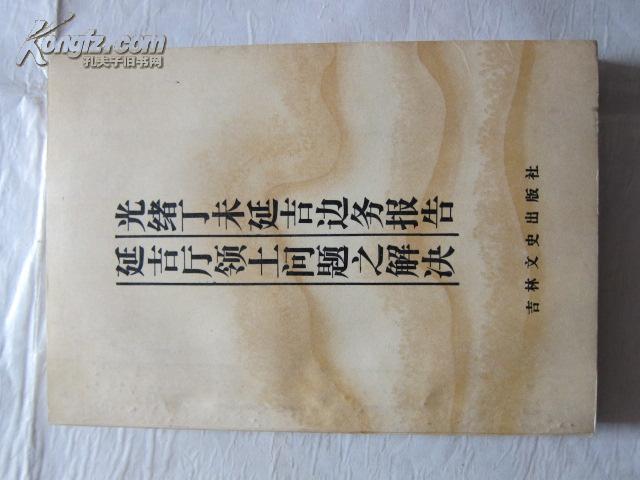 Kongfz.com
孔夫子旧书网
光绪丁未延吉边务报告
延吉厅领土问题之解决
吉林文史出版社